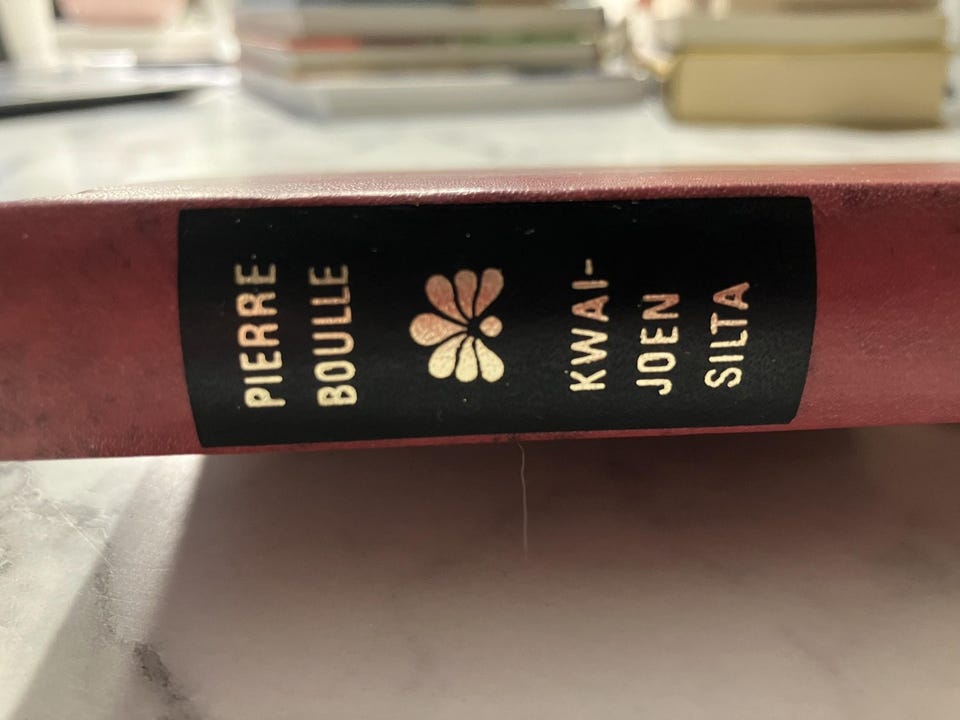 PIERRE
BOULLE
KWAI-
JOEN
SILTA